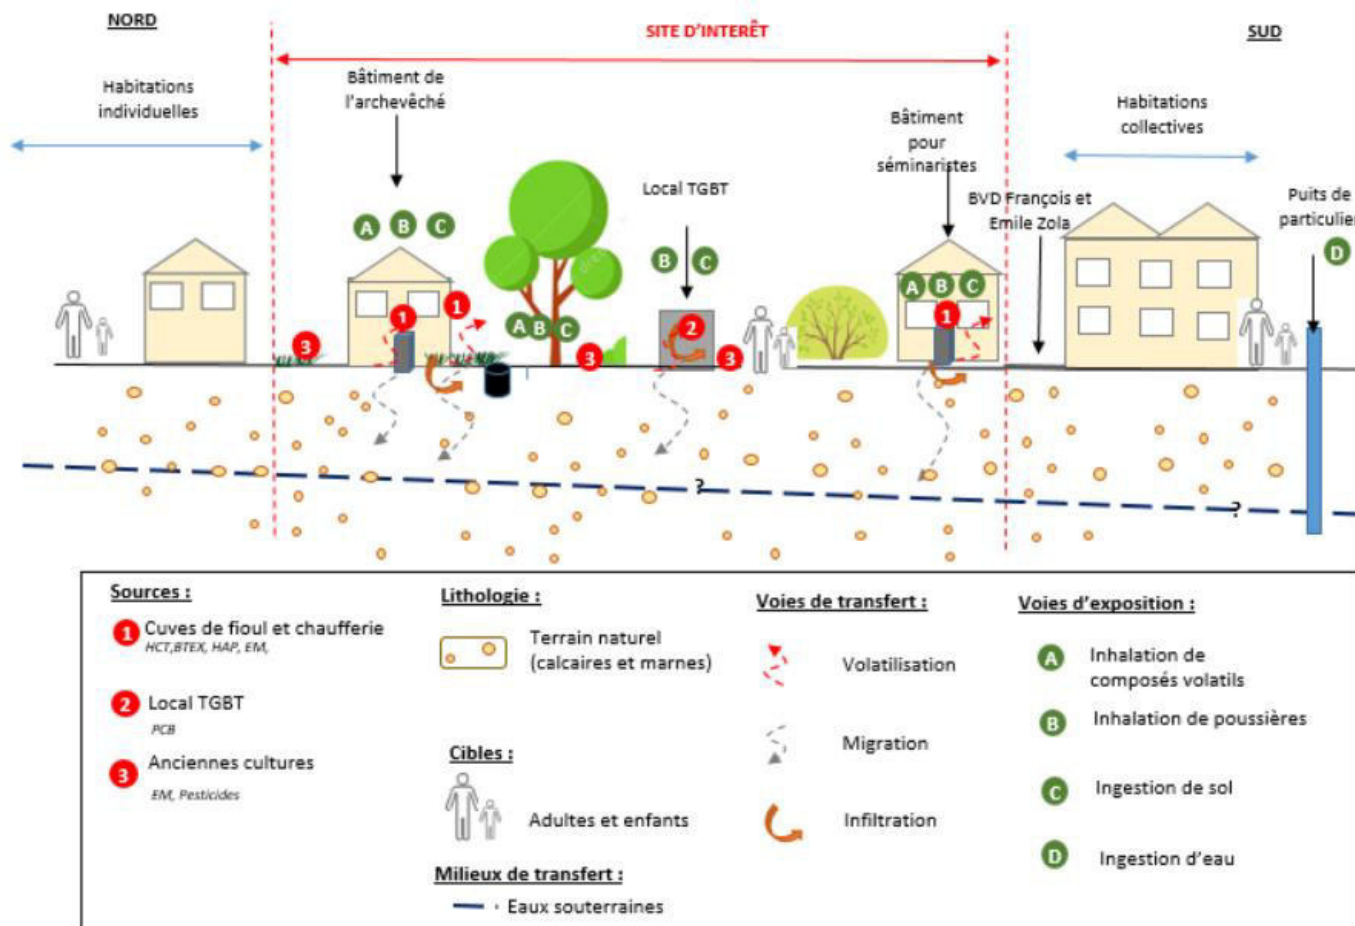 NORD
SITE D'INTERÊT
SUD
Habitations
individuelles
Bâtiment de
l'archevêché
Bâtiment
pour
séminaristes
Habitations
collectives
Local TGBT
BVD François et
Emile Zola
Puits de
particulier
A B C
B C
D
A B C
A B C
1
1
1
2
3
3
3
?
?
Sources :
1 Cuves de fioul et chaufferie
HCT,BTEX, HAP, EM,
2 Local TGBT
PCB
3 Anciennes cultures
EM, Pesticides
Lithologie :
Terrain naturel
(calcaires et marnes)
Cibles :
Adultes et enfants
Milieux de transfert :
Eaux souterraines
Voies de transfert :
Volatilisation
Migration
Infiltration
Voies d'exposition :
A Inhalation de
composés volatils
B Inhalation de poussières
C Ingestion de sol
D Ingestion d'eau